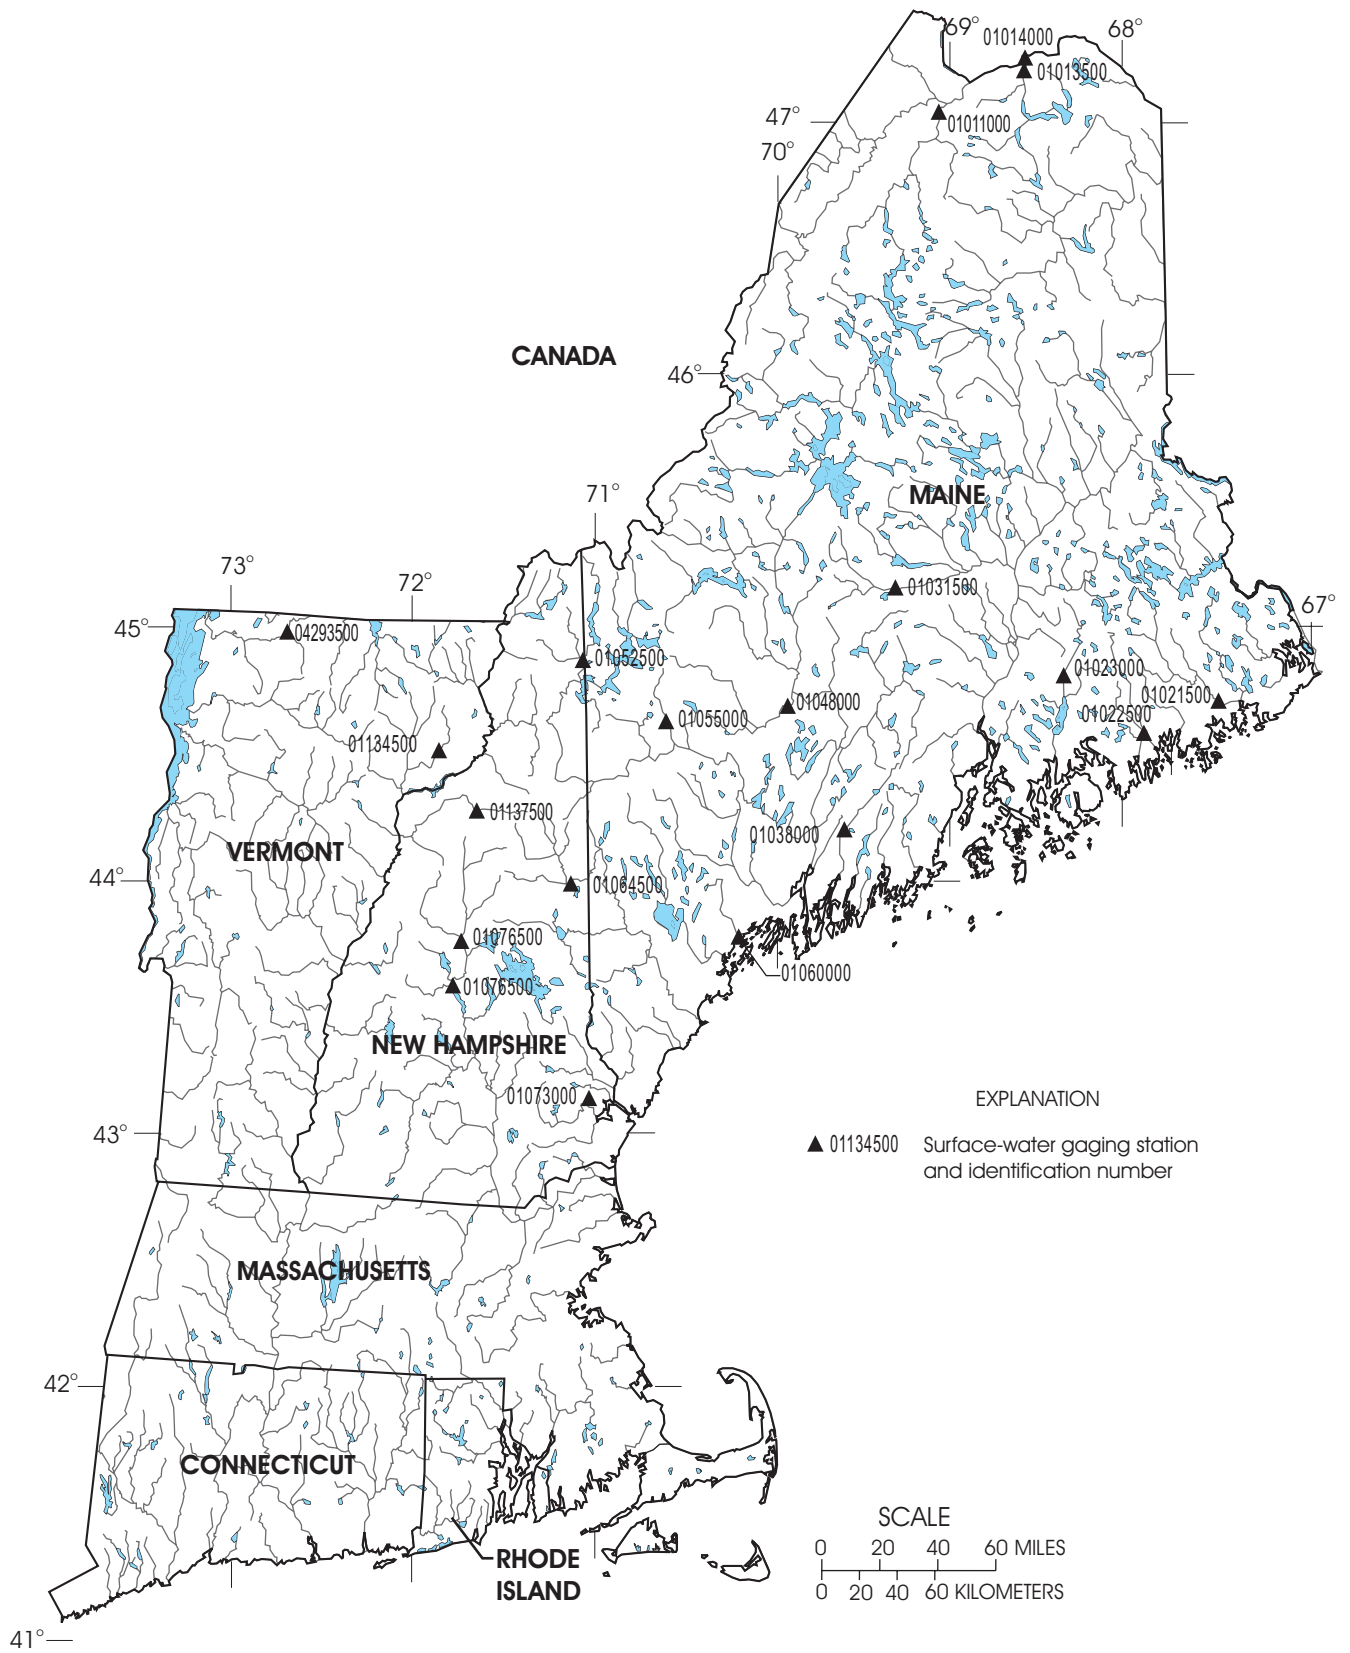 69°
68°
01014000
01013500
47°
01011000
70°
CANADA
46°
MAINE
71°
73°
72°
01031500
67°
45°
04293500
01052500
01023000
01021500
01048000
01022500
01055000
01134500
01137500
01038000
VERMONT
44°
01064500
01076500
01060000
01076500
NEW HAMPSHIRE
01073000
EXPLANATION
43°
01134500 Surface-water gaging station
and identification number
MASSACHUSETTS
42°
CONNECTICUT
SCALE
0 20 40 60 MILES
0 20 40 60 KILOMETERS
RHODE
ISLAND
41°